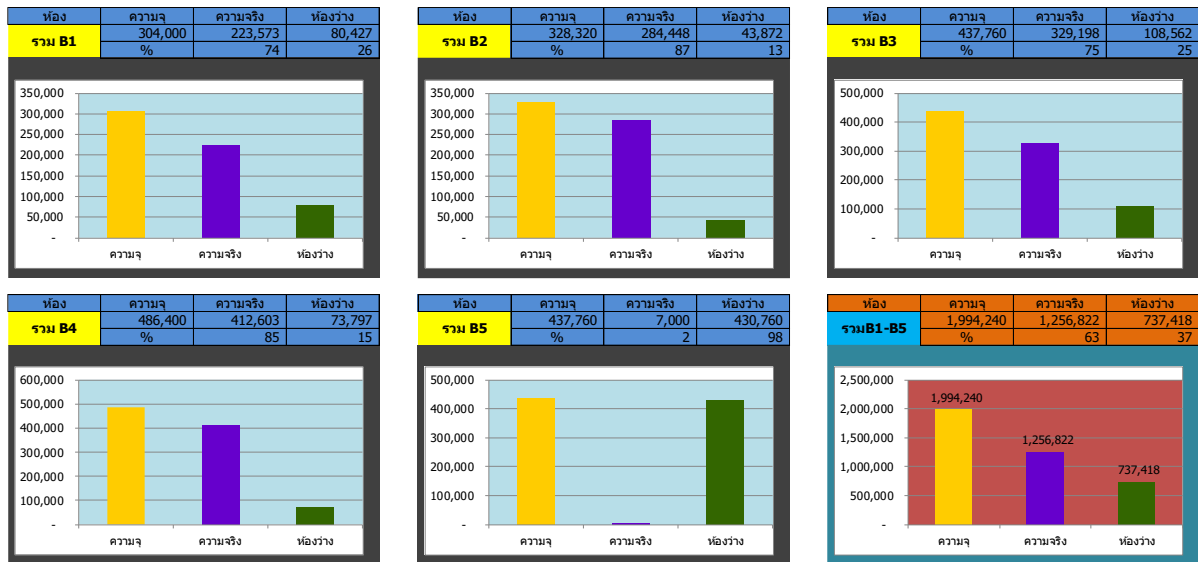 ห้อง ความจุ ความจริง ห้องว่าง
รวม B1 304,000 223,573 80,427
% 74 26
350,000
300,000
250,000
200,000
150,000
100,000
50,000
-
ความจุ ความจริง ห้องว่าง
ห้อง ความจุ ความจริง ห้องว่าง
รวม B2 328,320 284,448 43,872
% 87 13
350,000
300,000
250,000
200,000
150,000
100,000
50,000
-
ความจุ ความจริง ห้องว่าง
ห้อง ความจุ ความจริง ห้องว่าง
รวม B3 437,760 329,198 108,562
% 75 25
500,000
400,000
300,000
200,000
100,000
-
ความจุ ความจริง ห้องว่าง
ห้อง ความจุ ความจริง ห้องว่าง
รวม B4 486,400 412,603 73,797
% 85 15
600,000
500,000
400,000
300,000
200,000
100,000
-
ความจุ ความจริง ห้องว่าง
ห้อง ความจุ ความจริง ห้องว่าง
รวม B5 437,760 7,000 430,760
% 2 98
500,000
400,000
300,000
200,000
100,000
-
ความจุ ความจริง ห้องว่าง
ห้อง ความจุ ความจริง ห้องว่าง
รวมB1-B5 1,994,240 1,256,822 737,418
% 63 37
2,500,000
2,000,000
1,500,000
1,000,000
500,000
-
1,994,240
1,256,822
737,418
ความจุ ความจริง ห้องว่าง